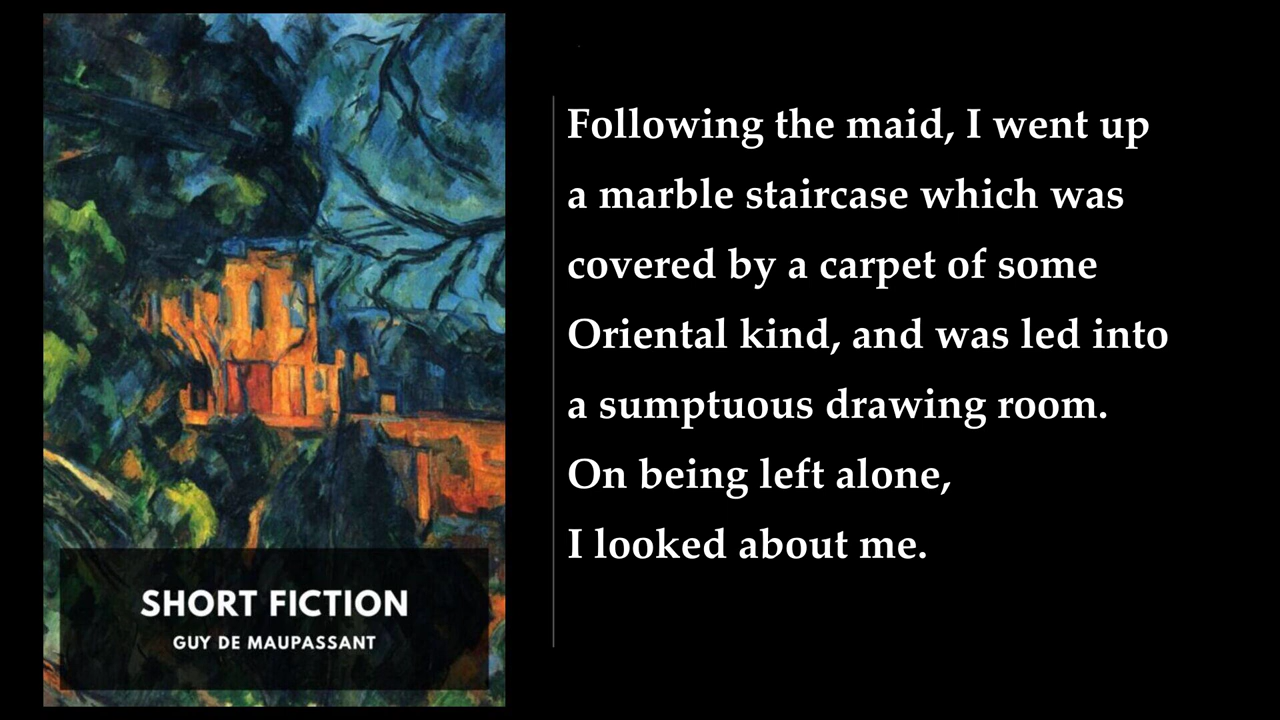 SHORT FICTION
GUY DE MAUPASSANT
Following the maid, I went up
a marble staircase which was
covered by a carpet of some
Oriental kind, and was led into
a sumptuous drawing room.
On being left alone,
I looked about me.